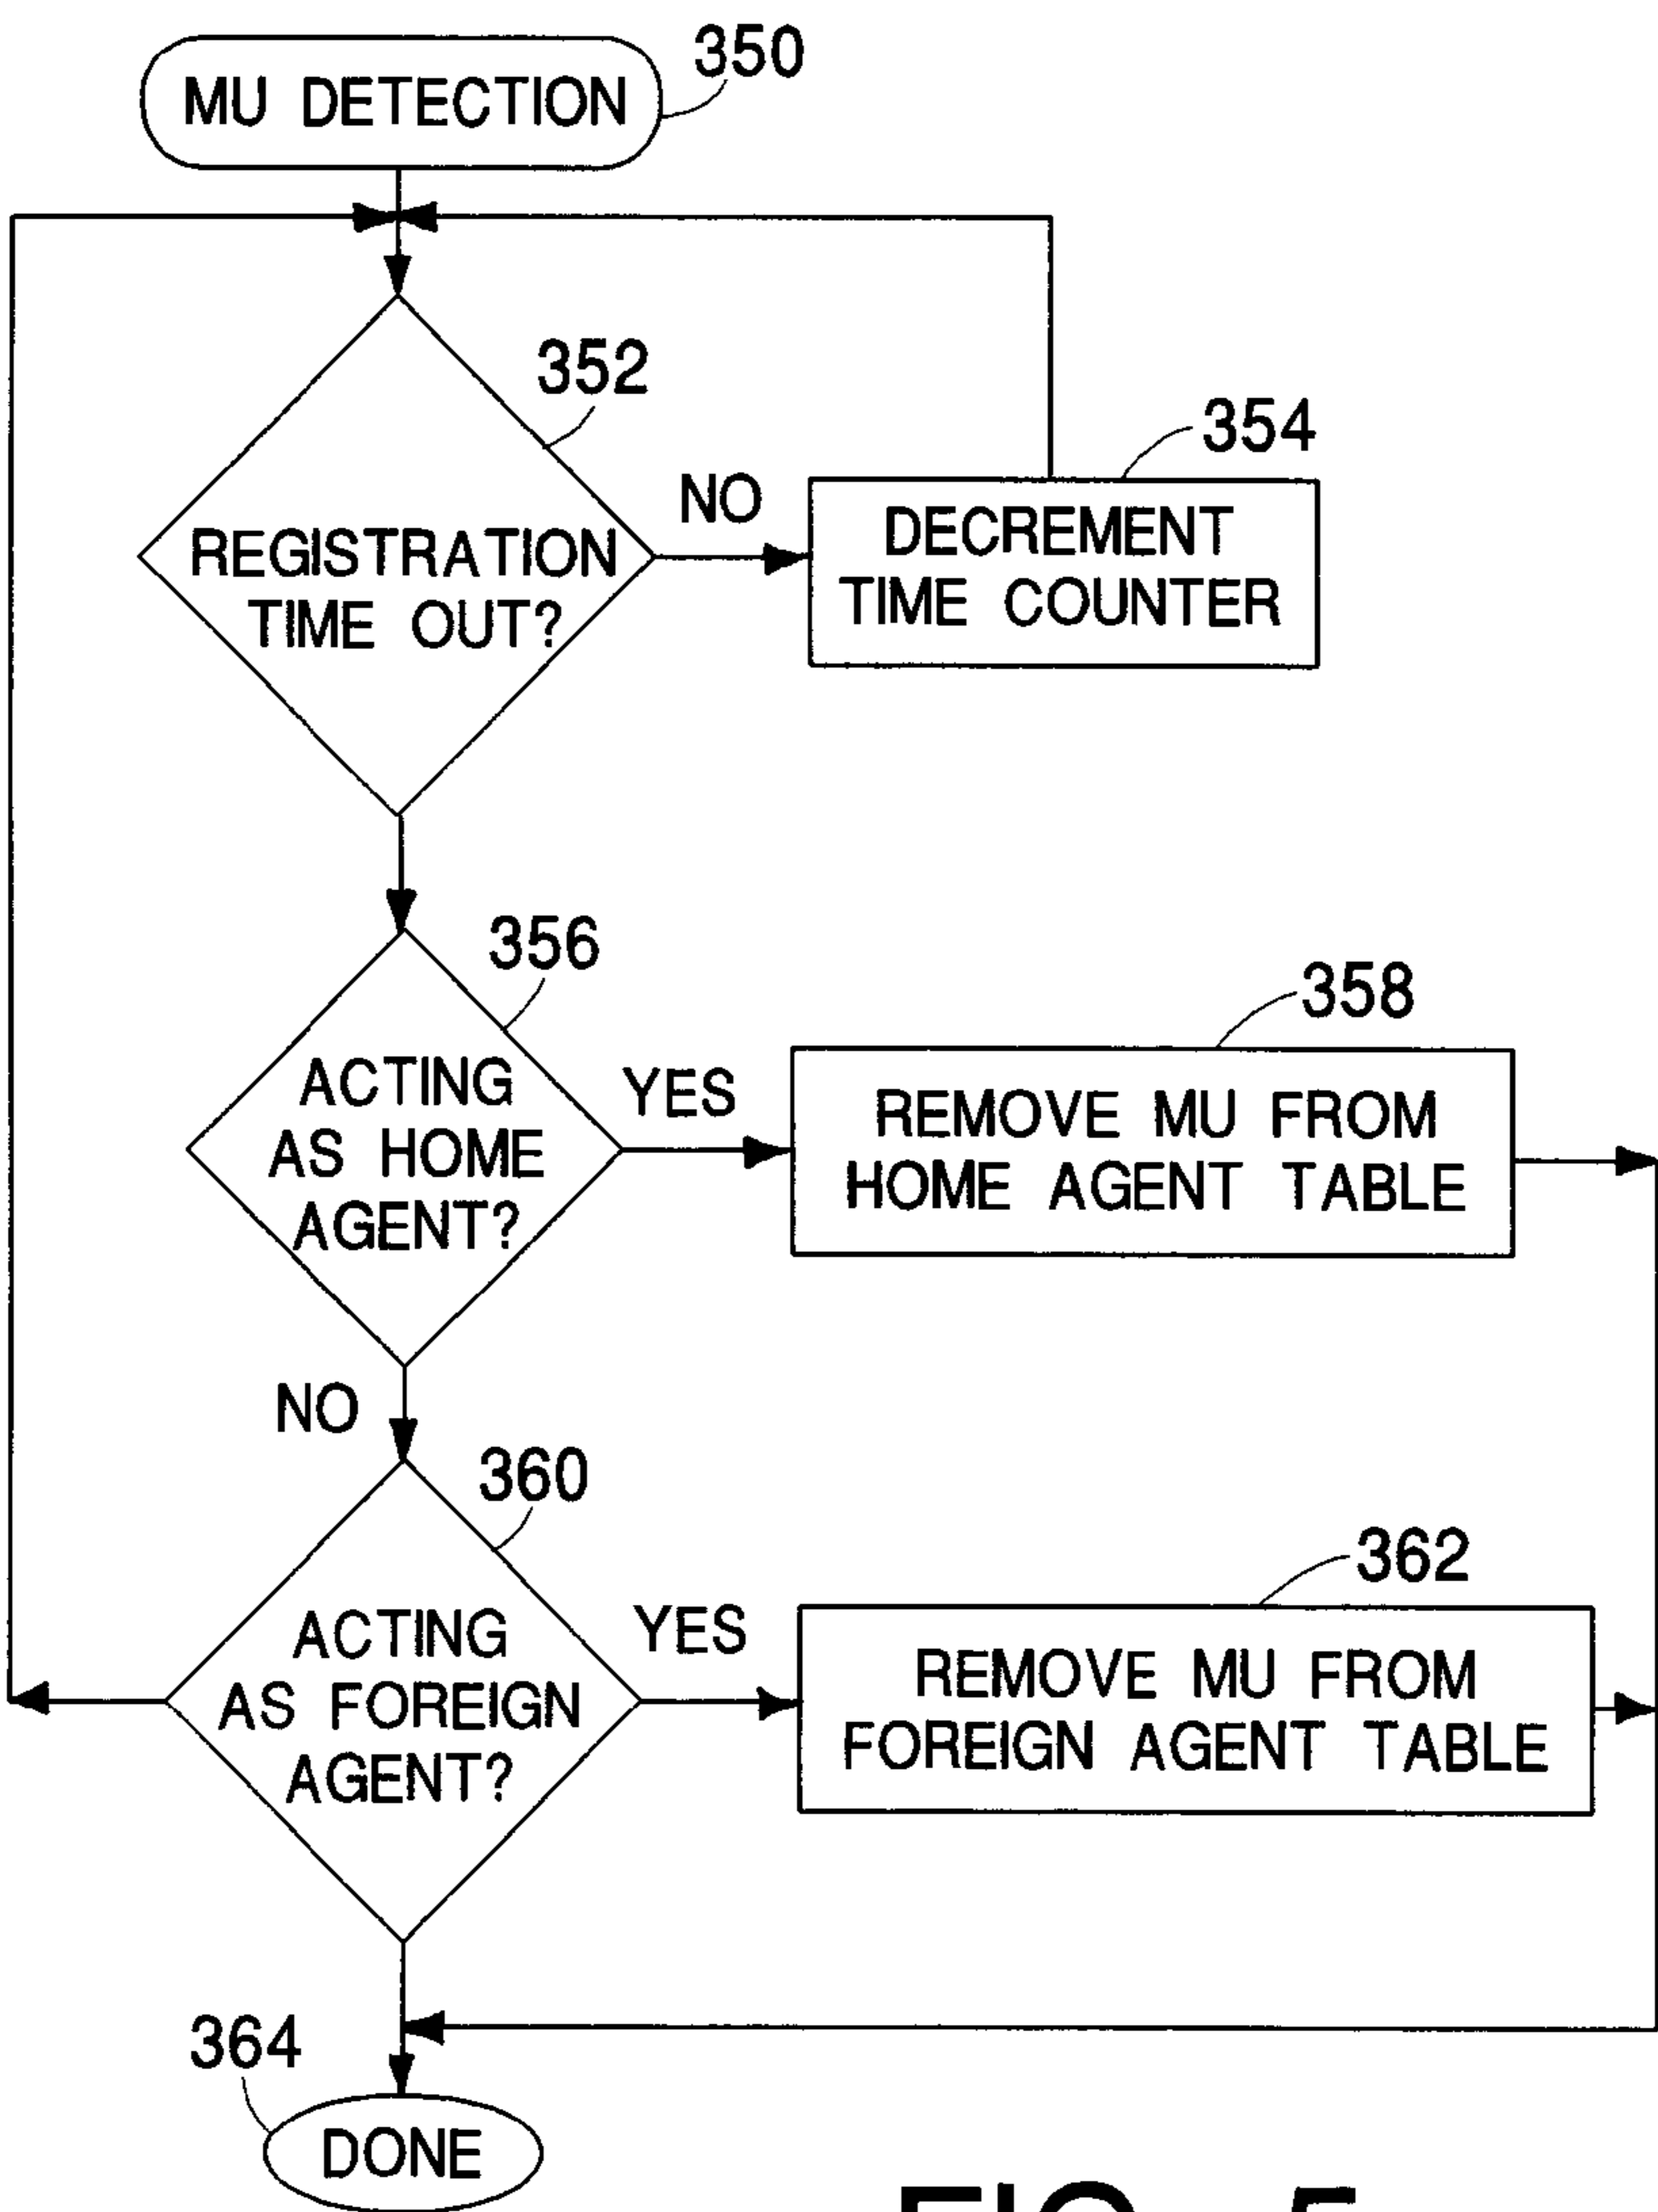 350
MU DETECTION
352
354
NO
DECREMENT
TIME COUNTER
REGISTRATION
TIME OUT?
356
358
ACTING
AS HOME
AGENT?
YES
REMOVE MU FROM
HOME AGENT TABLE
NO
360
362
ACTING
AS FOREIGN
AGENT?
YES
REMOVE MU FROM
FOREIGN AGENT TABLE
364
DONE